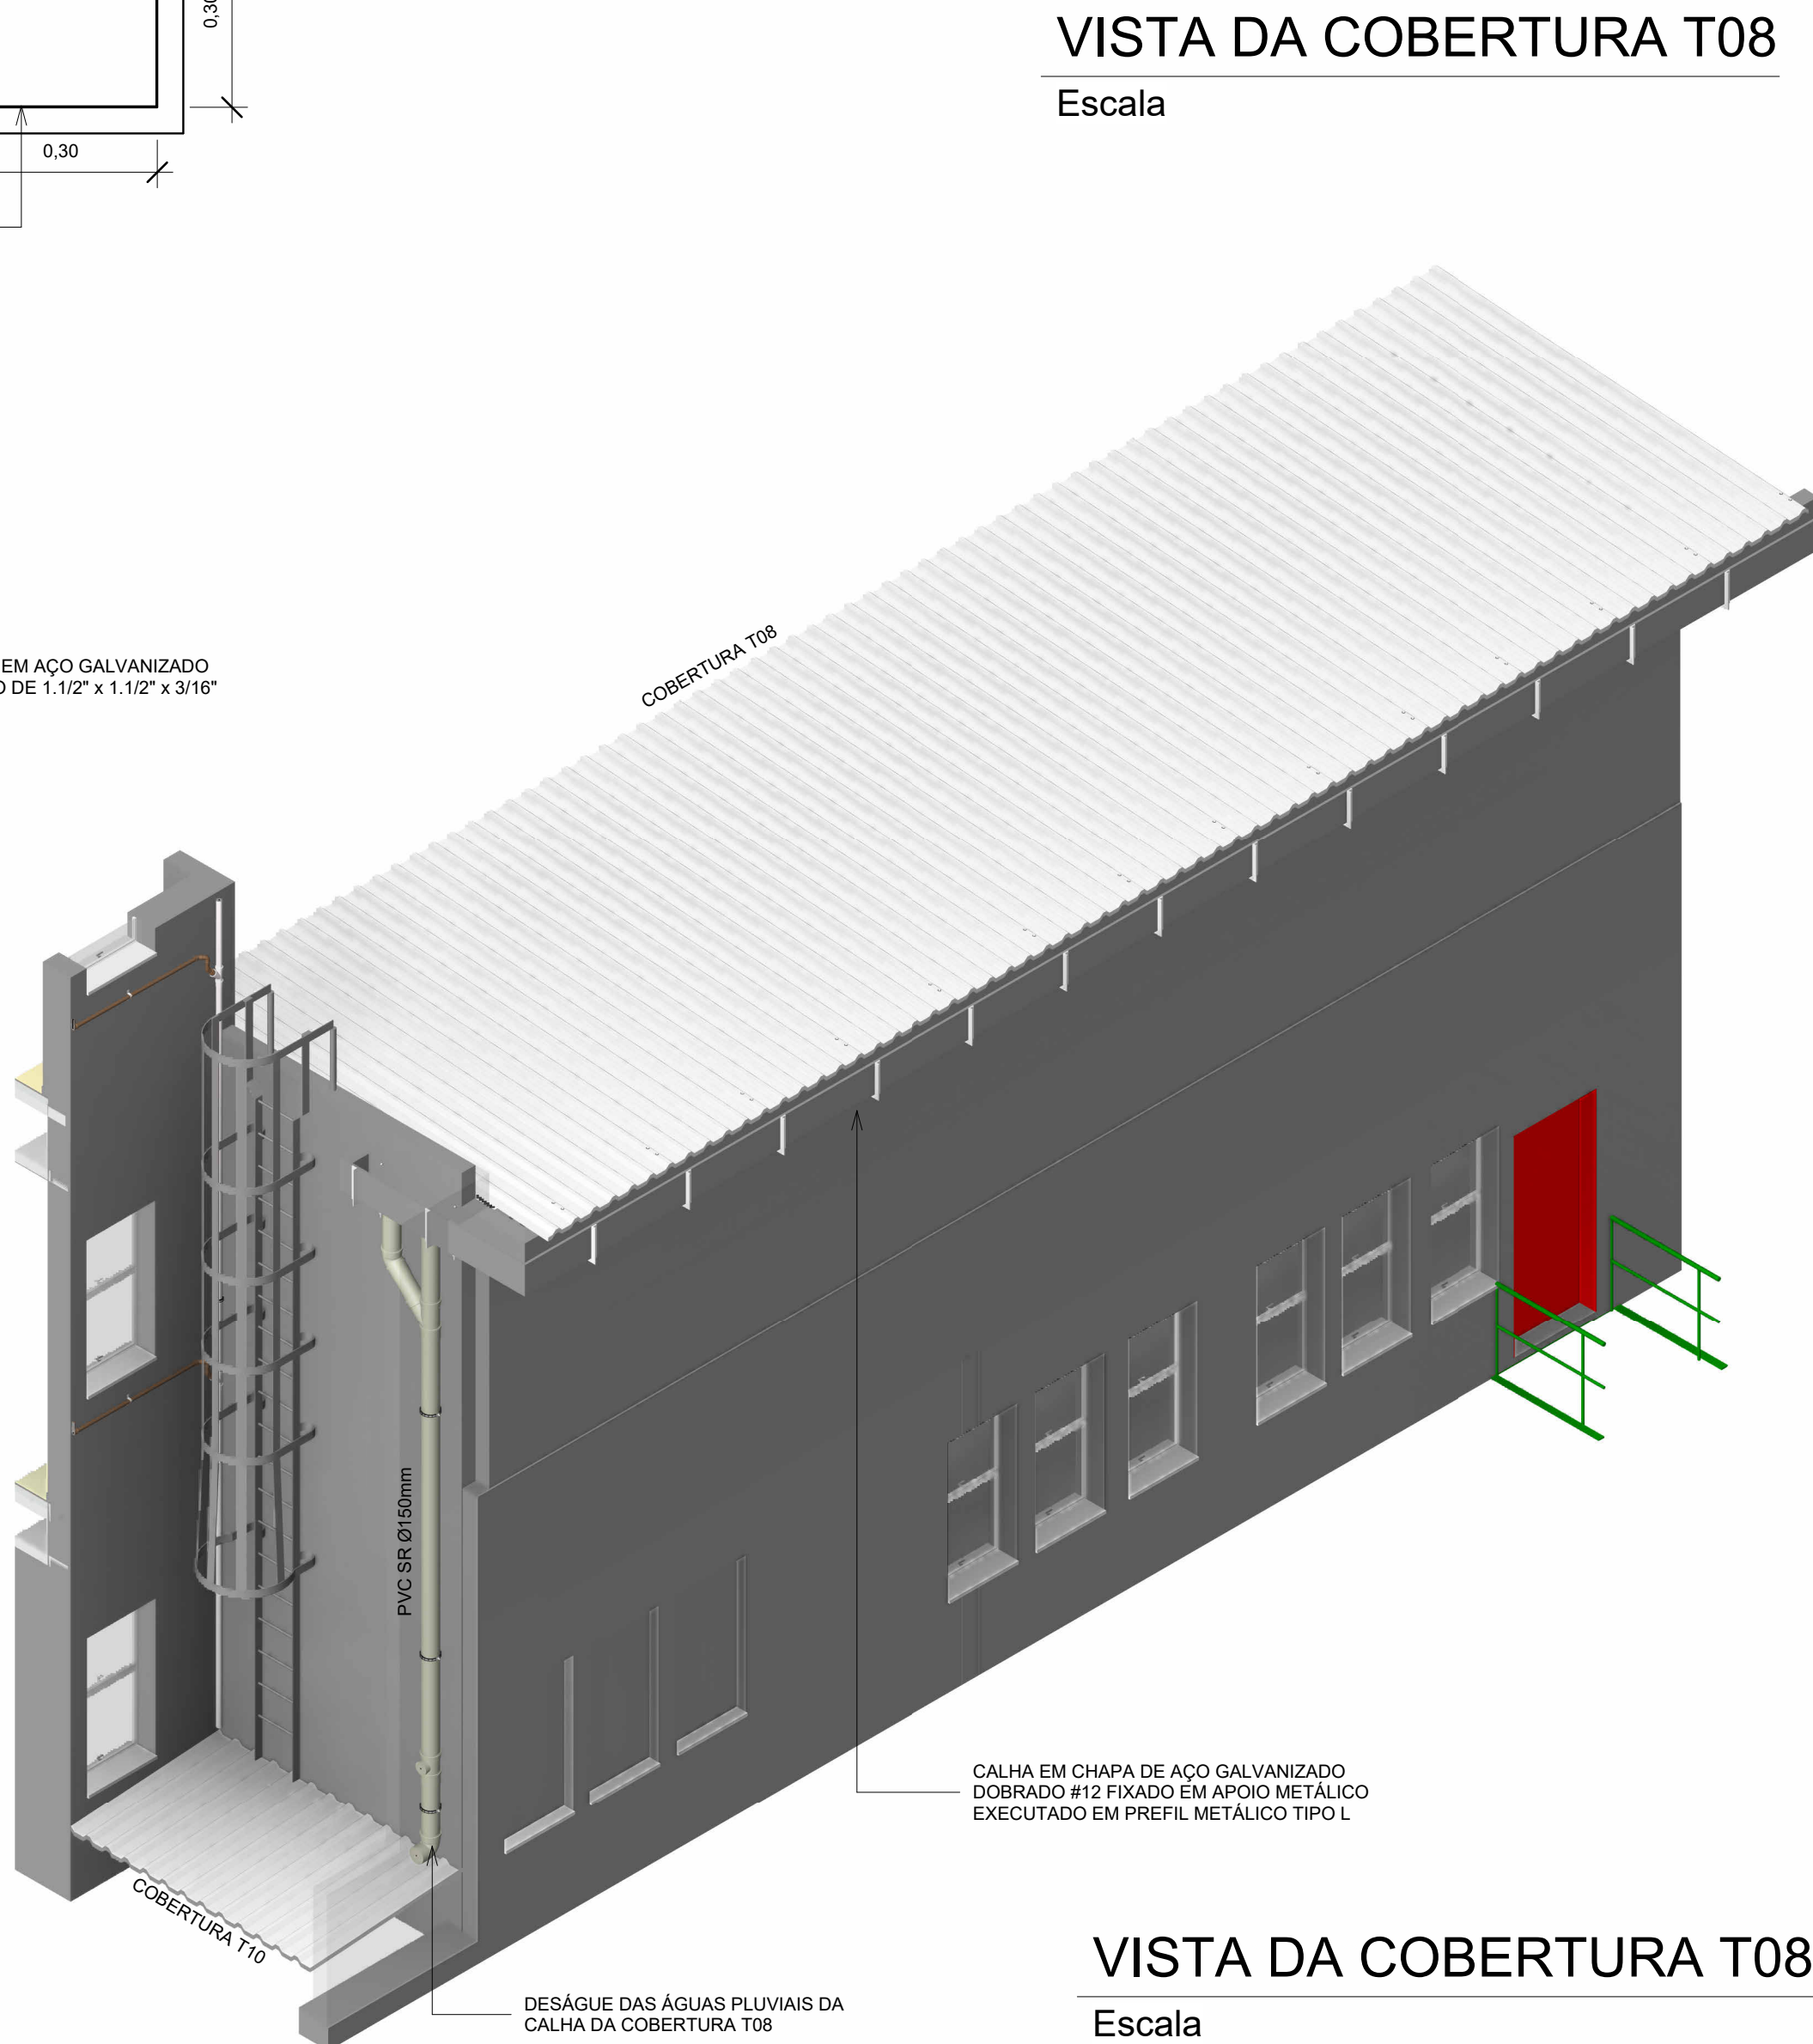 0,30
VISTA DA COBERTURA T08
Escala
0,30
EM AÇO GALVANIZADO
DE 1.1/2" x 1.1/2" x 3/16"
COBERTURA T08
PVC SR Ø150mm
CALHA EM CHAPA DE AÇO GALVANIZADO
DOBRADO #12 FIXADO EM APOIO METÁLICO
EXECUTADO EM PREFIL METÁLICO TIPO L
COBERTURA T10
DESÁGUE DAS ÁGUAS PLUVIAIS DA
CALHA DA COBERTURA T08
VISTA DA COBERTURA T08
Escala